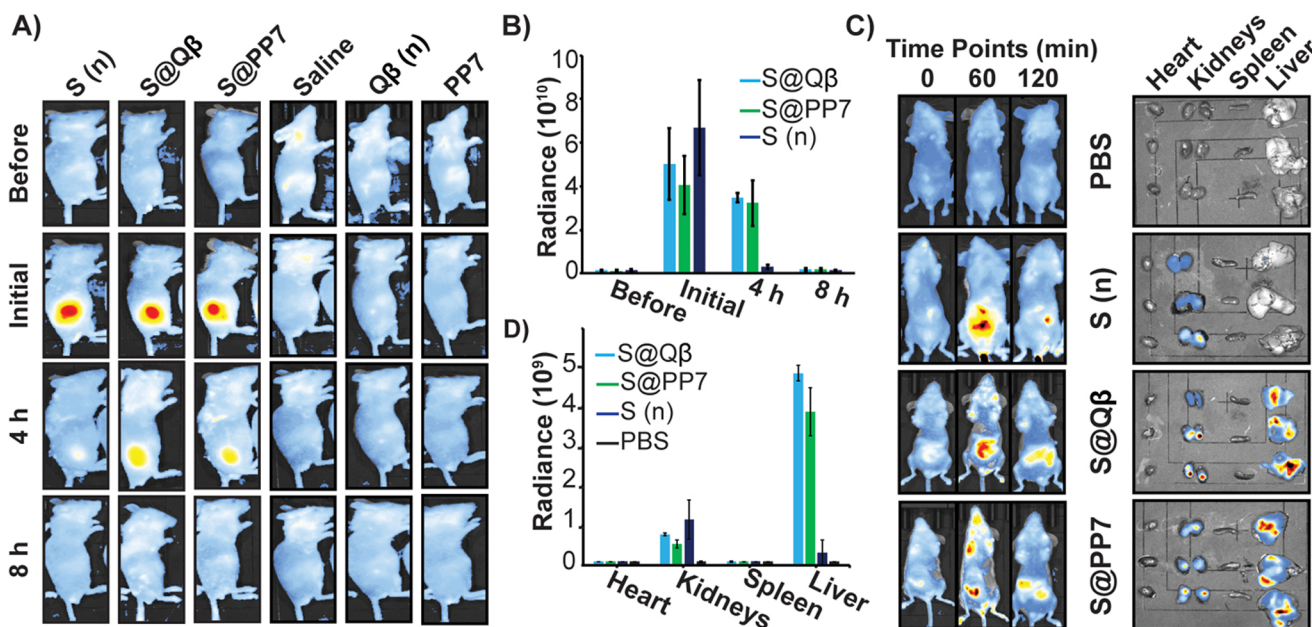 A)
S (n)
S@Qβ
S@PP7
Saline
Qβ (n)
PP7
Before
Initial
4 h
8 h
B)
Radiance (10¹⁰)
10
8
6
4
2
0
S@Qβ
S@PP7
S (n)
Before
Initial
4 h
8 h
D)
Radiance (10⁹)
5
4
3
2
1
0
S@Qβ
S@PP7
S (n)
PBS
Heart
Kidneys
Spleen
Liver
C)
Time Points (min)
0 60 120
Heart
Kidneys
Spleen
Liver
PBS
S (n)
S@Qβ
S@PP7